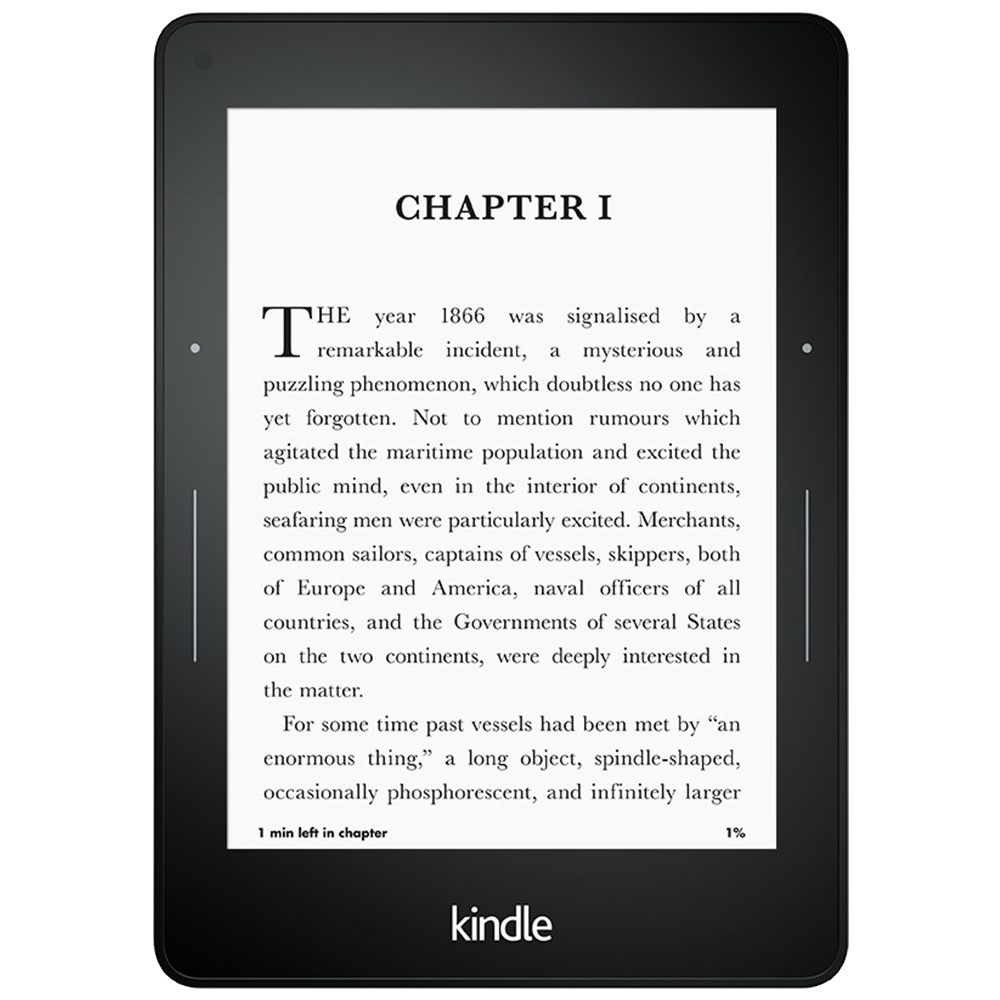 CHAPTER I
THE year 1866 was signalised by a
remarkable incident, a mysterious and
puzzling phenomenon, which doubtless no one has
yet forgotten. Not to mention rumours which
agitated the maritime population and excited the
public mind, even in the interior of continents,
seafaring men were particularly excited. Merchants,
common sailors, captains of vessels, skippers, both
of Europe and America, naval officers of all
countries, and the Governments of several States
on the two continents, were deeply interested in
the matter.
For some time past vessels had been met by “an
enormous thing,” a long object, spindle-shaped,
occasionally phosphorescent, and infinitely larger
1 min left in chapter 1%
kindle